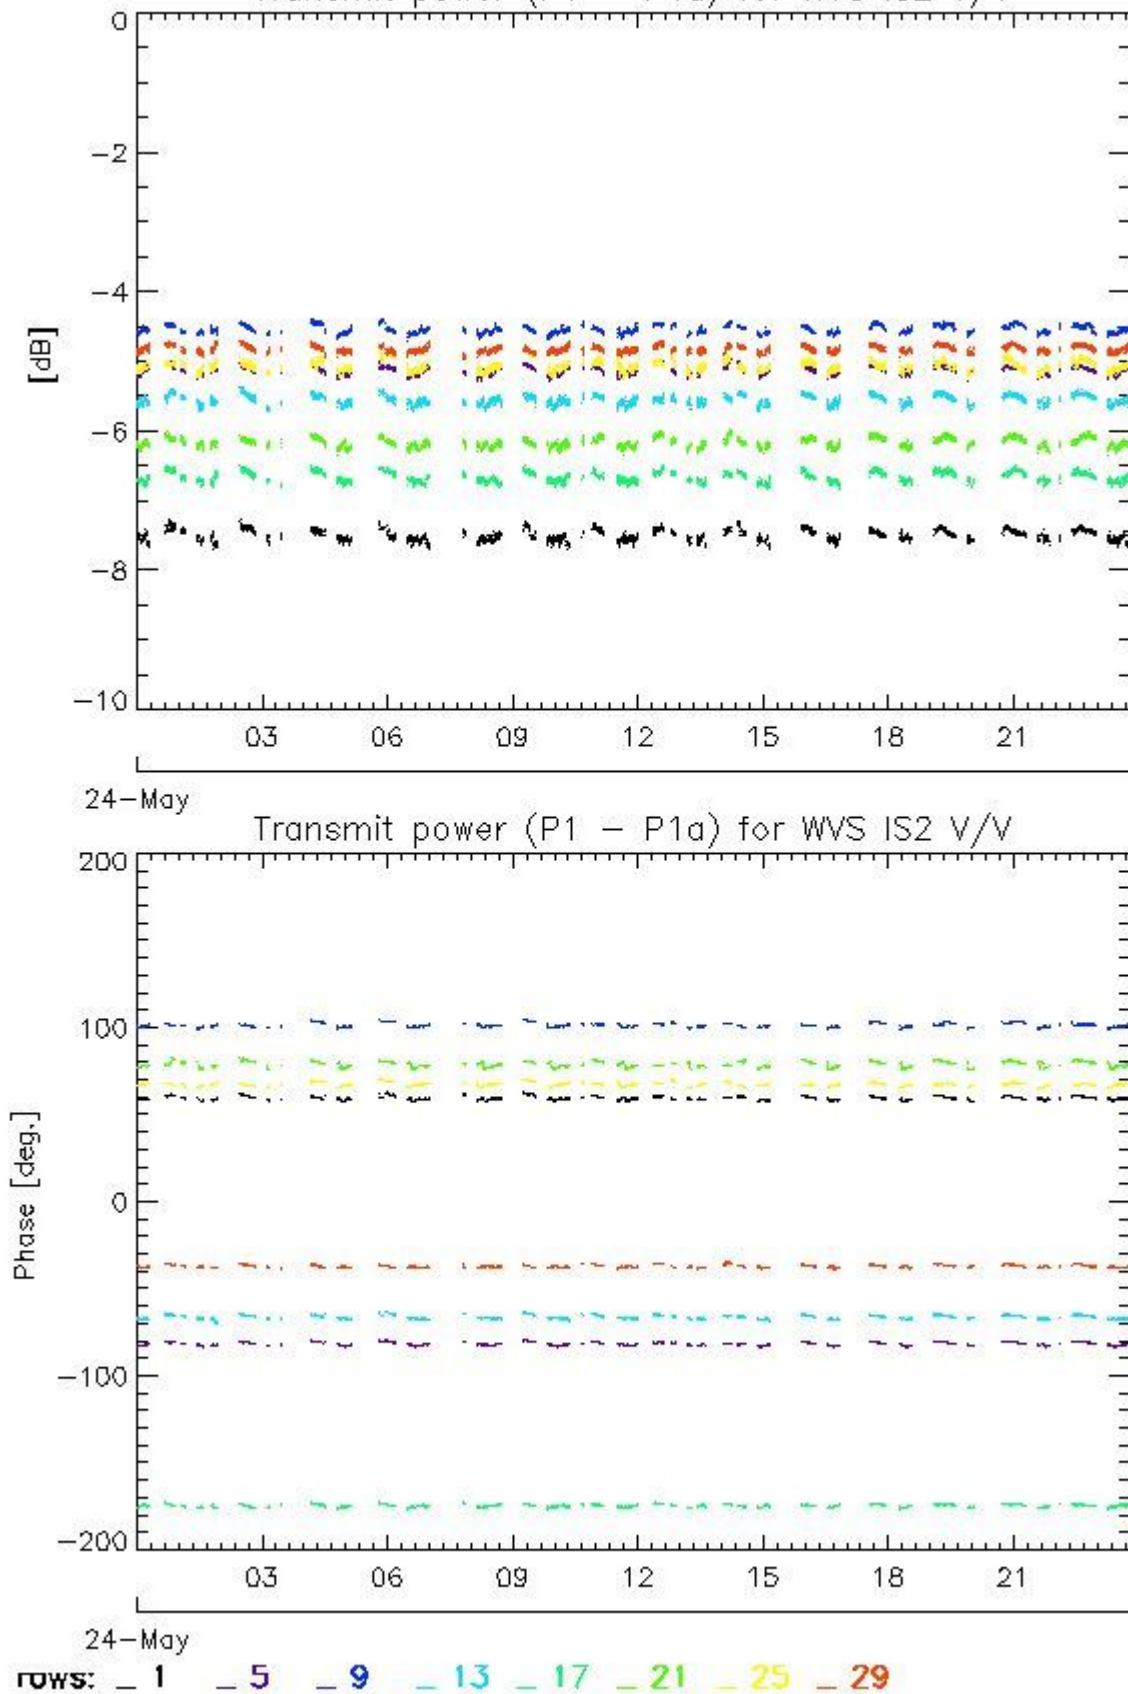 0
−2
−4
[dB]
−6
−8
−10
03 06 09 12 15 18 21
24−May
Transmit power (P1 − P1a) for WVS IS2 V/V
200
100
0
Phase [deg.]
−100
−200
03 06 09 12 15 18 21
24−May
rows: _ 1 _ 5 _ 9 _ 13 _ 17 _ 21 _ 25 _ 29